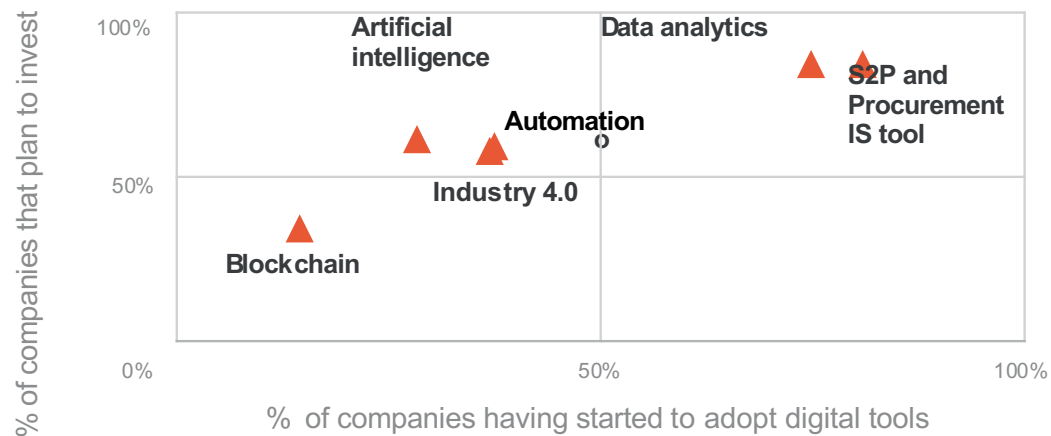 % of companies that plan to invest
100%
Artificial
intelligence
Data analytics
S2P and
Procurement
IS tool
Automation
50%
Industry 4.0
Blockchain
0%
50%
100%
% of companies having started to adopt digital tools